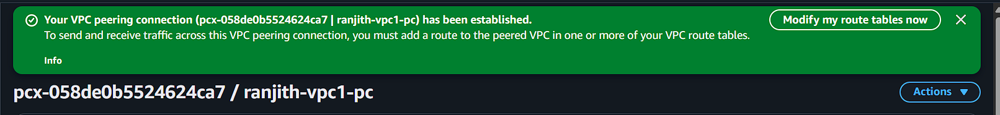 Your VPC peering connection (pcx-058de0b5524624ca7 | ranjith-vpc1-pc) has been established.
Modify my route tables now
To send and receive traffic across this VPC peering connection, you must add a route to the peered VPC in one or more of your VPC route tables.
Info
pcx-058de0b5524624ca7 / ranjith-vpc1-pc
Actions